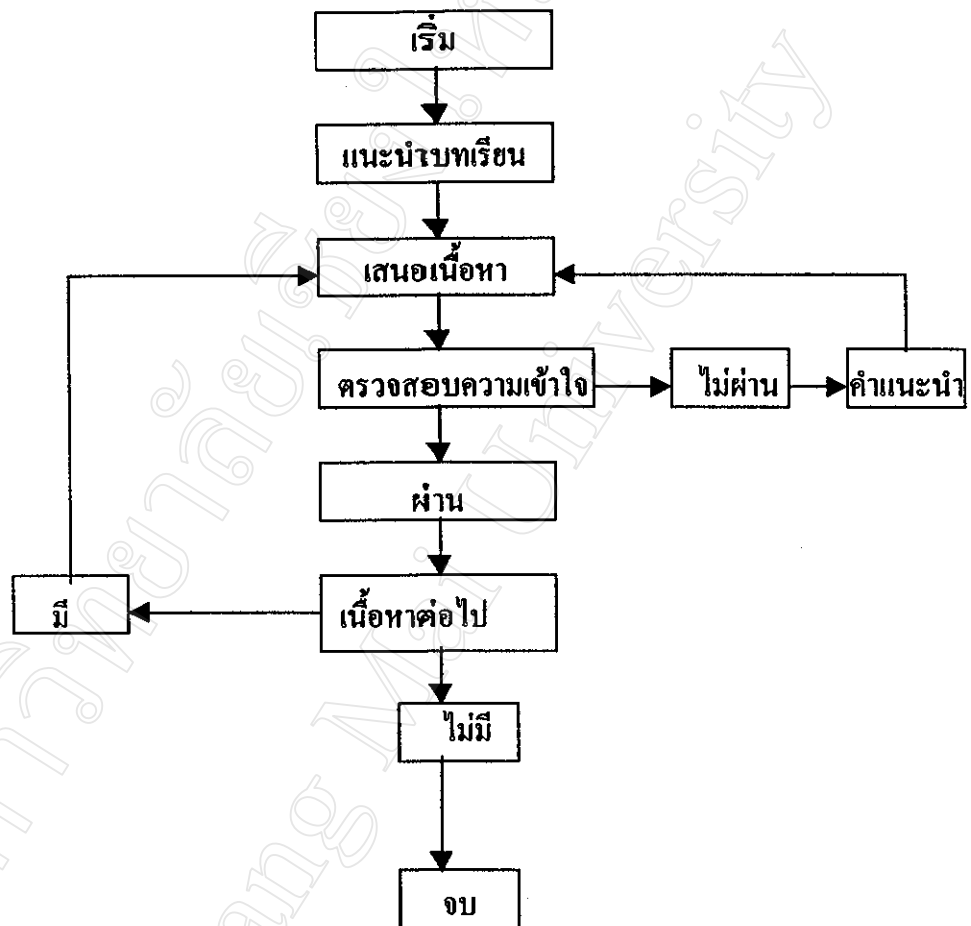 เริ่ม
แนะนำบทเรียน
เสนอเนื้อหา
ตรวจสอบความเข้าใจ
ไม่ผ่าน
คำแนะนำ
ผ่าน
มี
เนื้อหาต่อไป
ไม่มี
จบ
ang Mai University